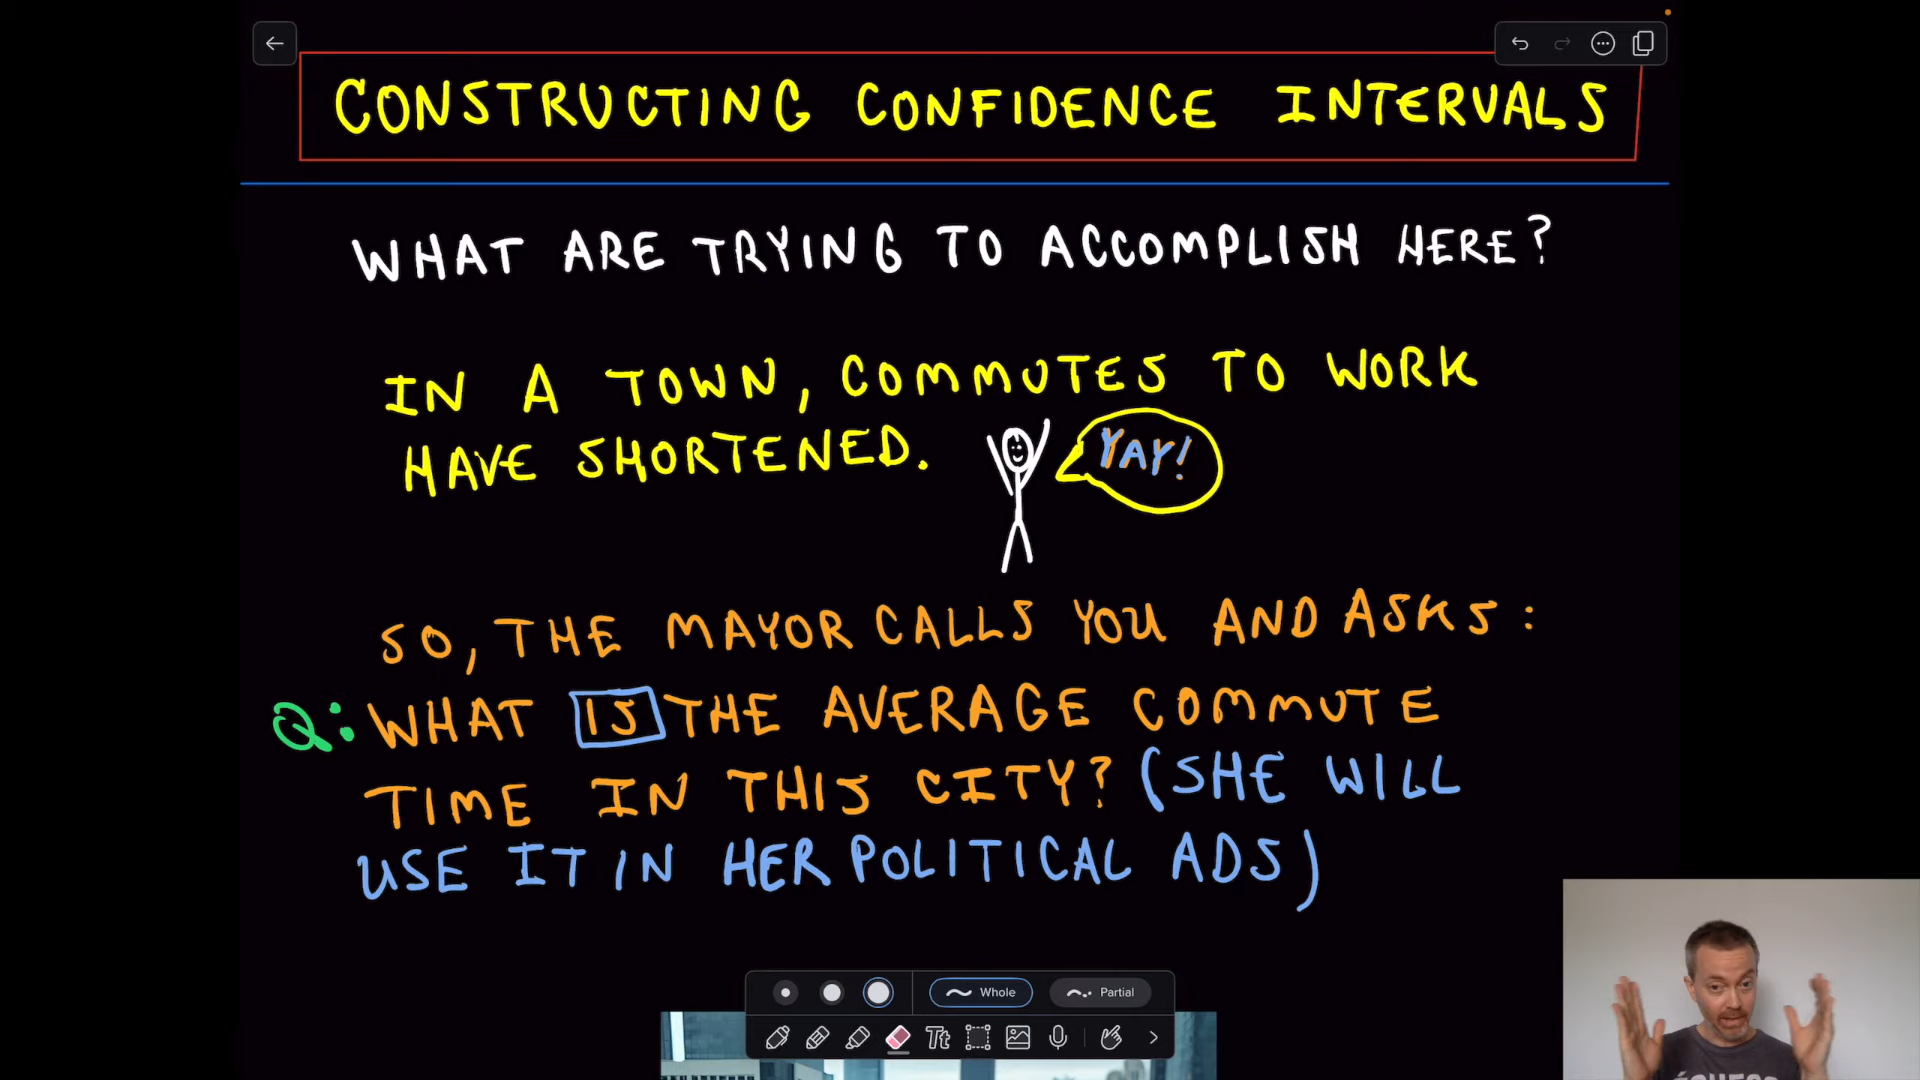 CONSTRUCTING CONFIDENCE INTERVALS
WHAT ARE TRYING TO ACCOMPLISH HERE?
IN A TOWN, COMMUTES TO WORK
HAVE SHORTENED.
YAY!
SO, THE MAYOR CALLS YOU AND ASKS:
Q: WHAT IS THE AVERAGE COMMUTE
TIME IN THIS CITY? (SHE WILL
USE IT IN HER POLITICAL ADS)
Whole Partial
Tt